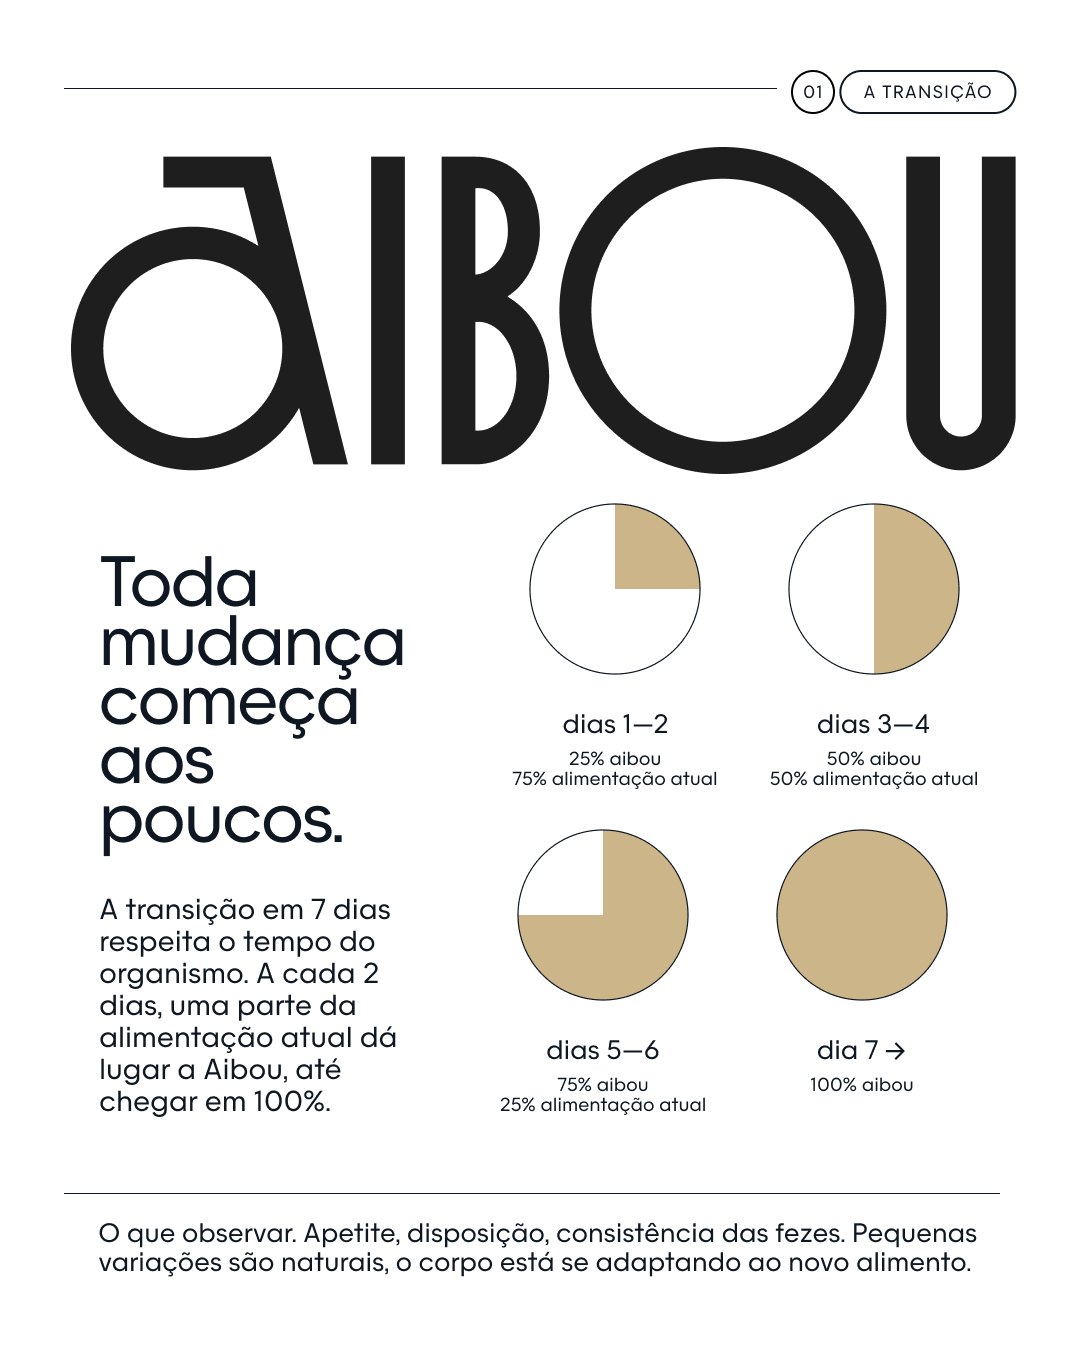 01
A TRANSIÇÃO
AIBOU
Toda
mudança
começa
aos
poucos.
A transição em 7 dias
respeita o tempo do
organismo. A cada 2
dias, uma parte da
alimentação atual dá
lugar a Aibou, até
chegar em 100%.
dias 1—2
25% aibou
75% alimentação atual
dias 3—4
50% aibou
50% alimentação atual
dias 5—6
75% aibou
25% alimentação atual
dia 7 →
100% aibou
O que observar. Apetite, disposição, consistência das fezes. Pequenas
variações são naturais, o corpo está se adaptando ao novo alimento.